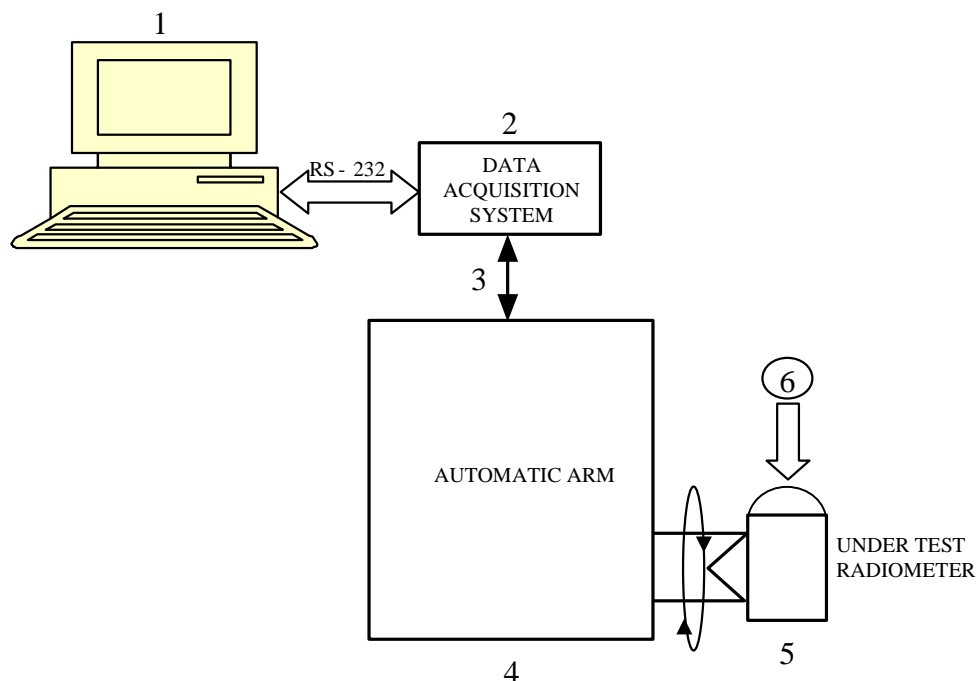 1
2
RS - 232
DATA
ACQUISITION
SYSTEM
3
6
AUTOMATIC ARM
UNDER TEST
RADIOMETER
5
4